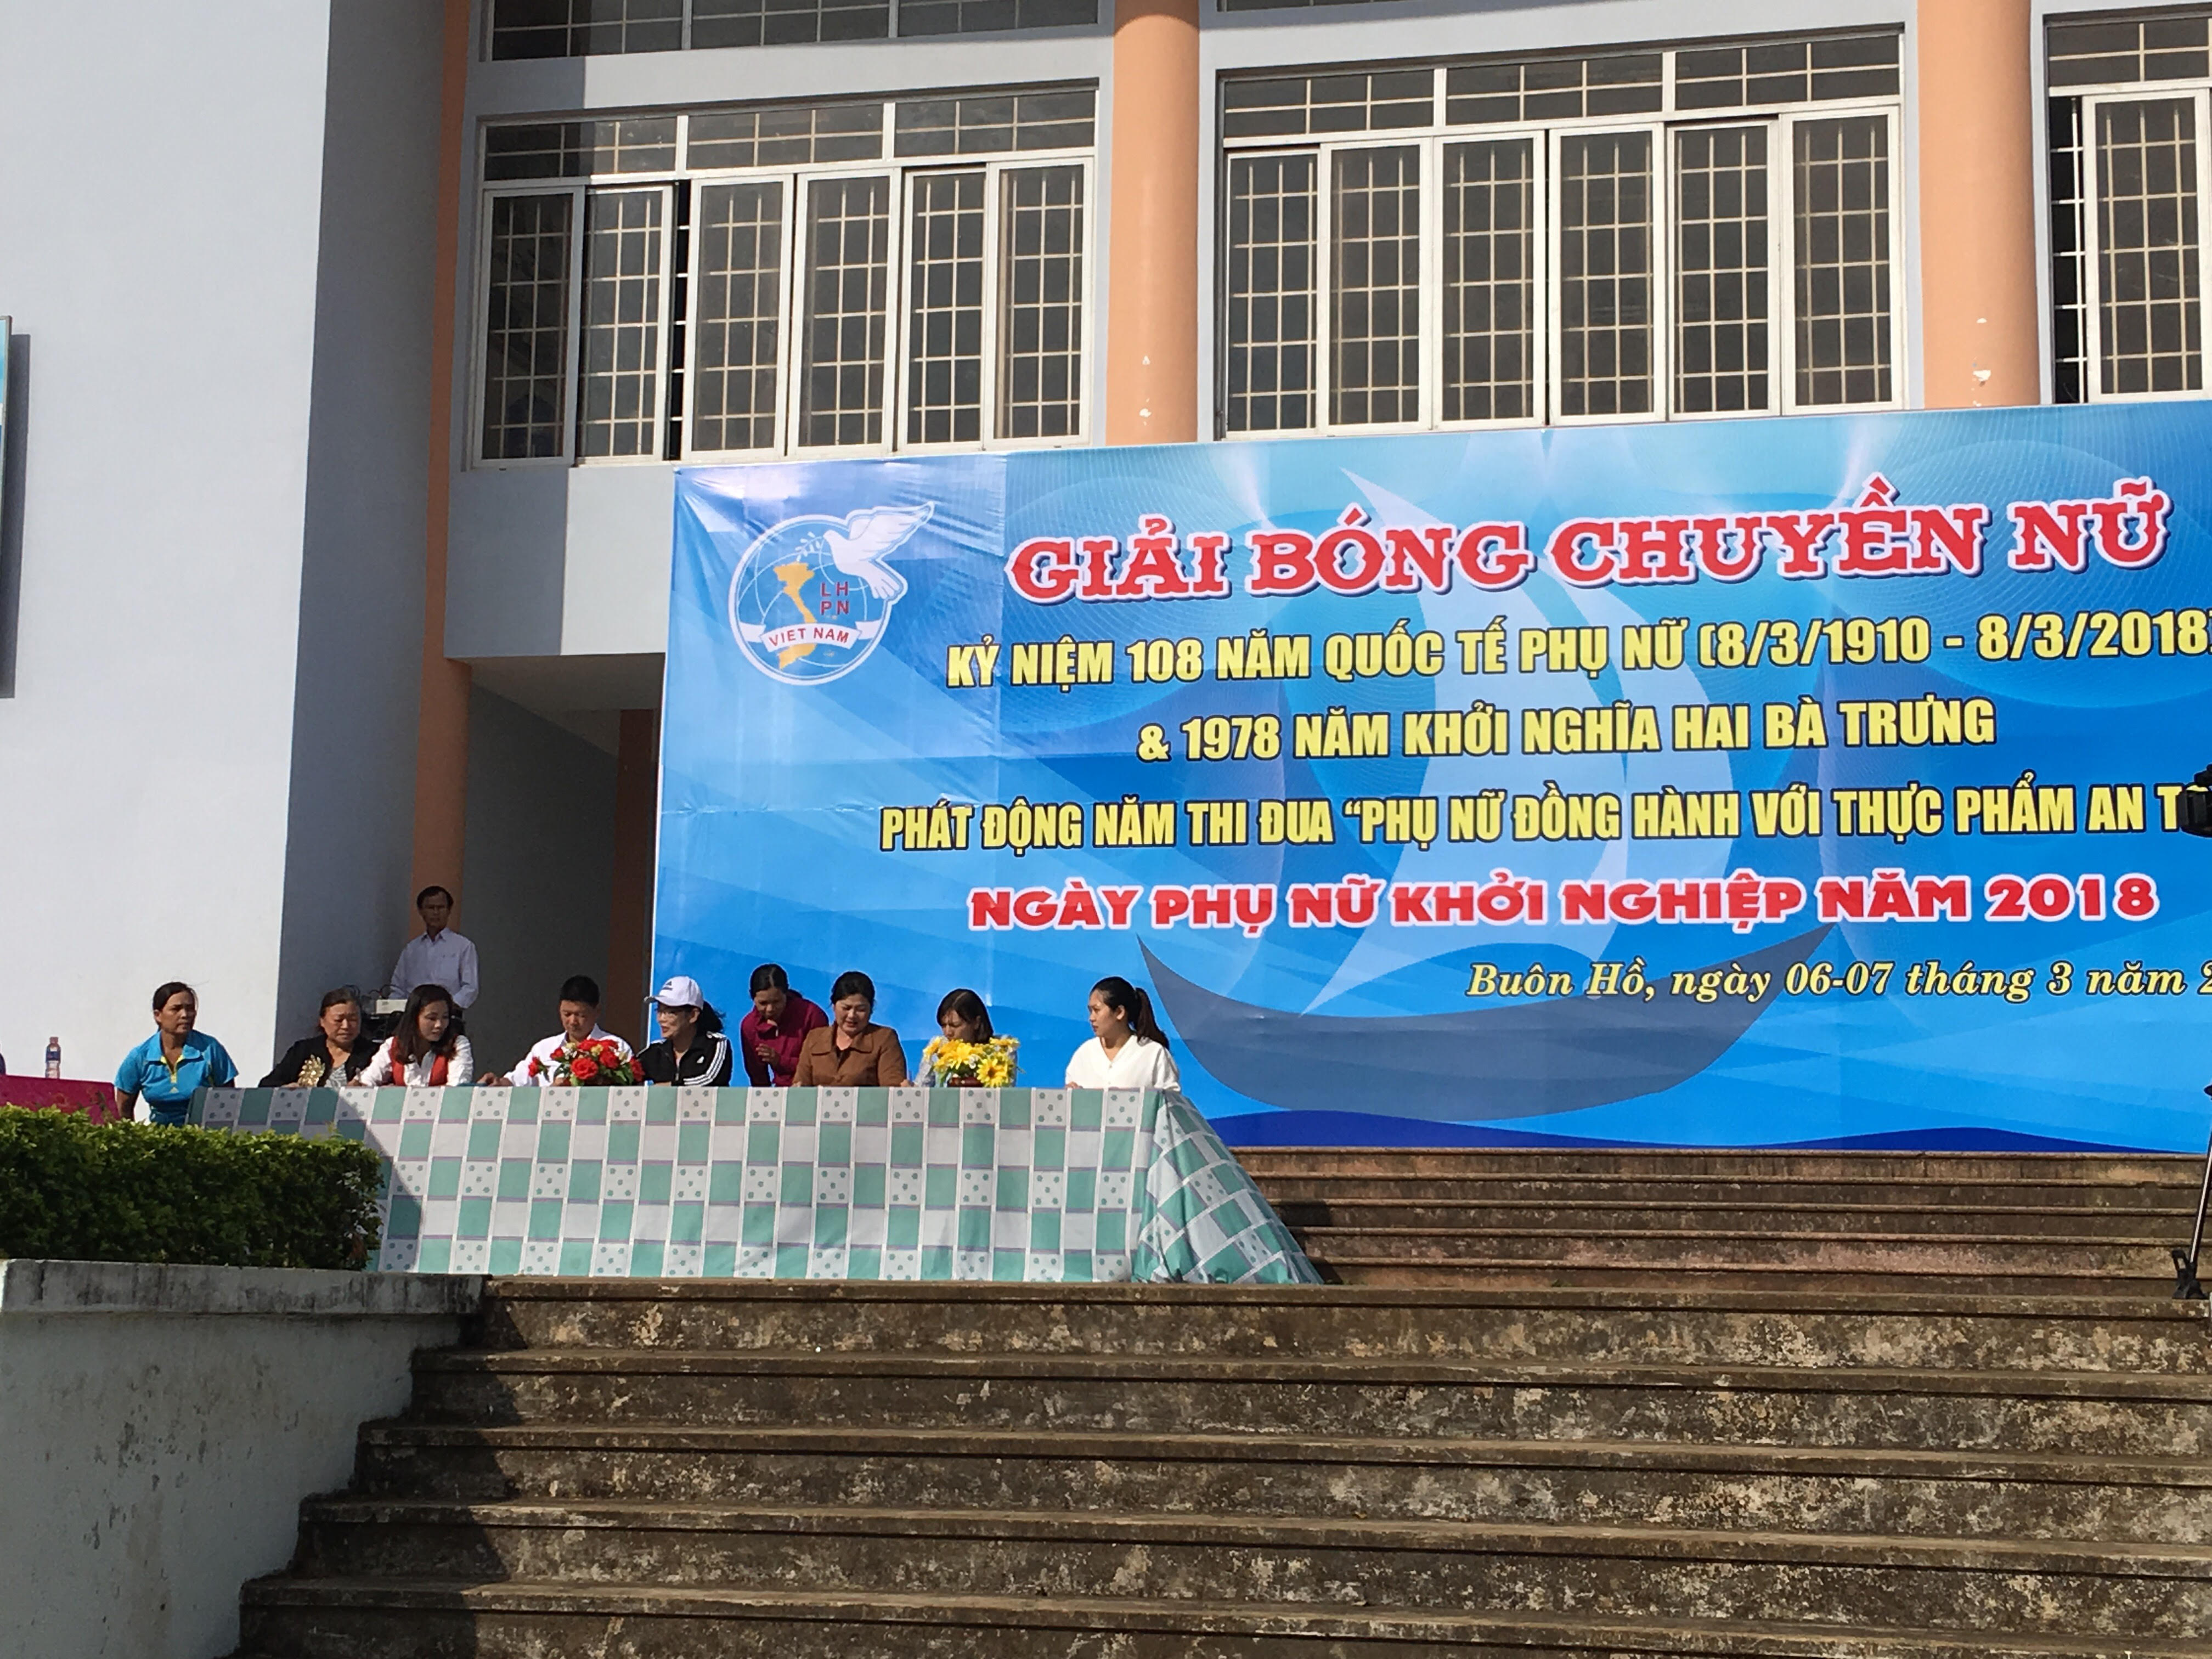 LH
PN
VIET NAM
GIẢI BÓNG CHUYỀN NỮ
KỶ NIỆM 108 NĂM QUỐC TẾ PHỤ NỮ (8/3/1910 - 8/3/2018)
& 1978 NĂM KHỞI NGHĨA HAI BÀ TRƯNG
PHÁT ĐỘNG NĂM THI ĐUA “PHỤ NỮ ĐỒNG HÀNH VỚI THỰC PHẨM AN
NGÀY PHỤ NỮ KHỞI NGHIỆP NĂM 2018
Buôn Hồ, ngày 06-07 tháng 3 năm